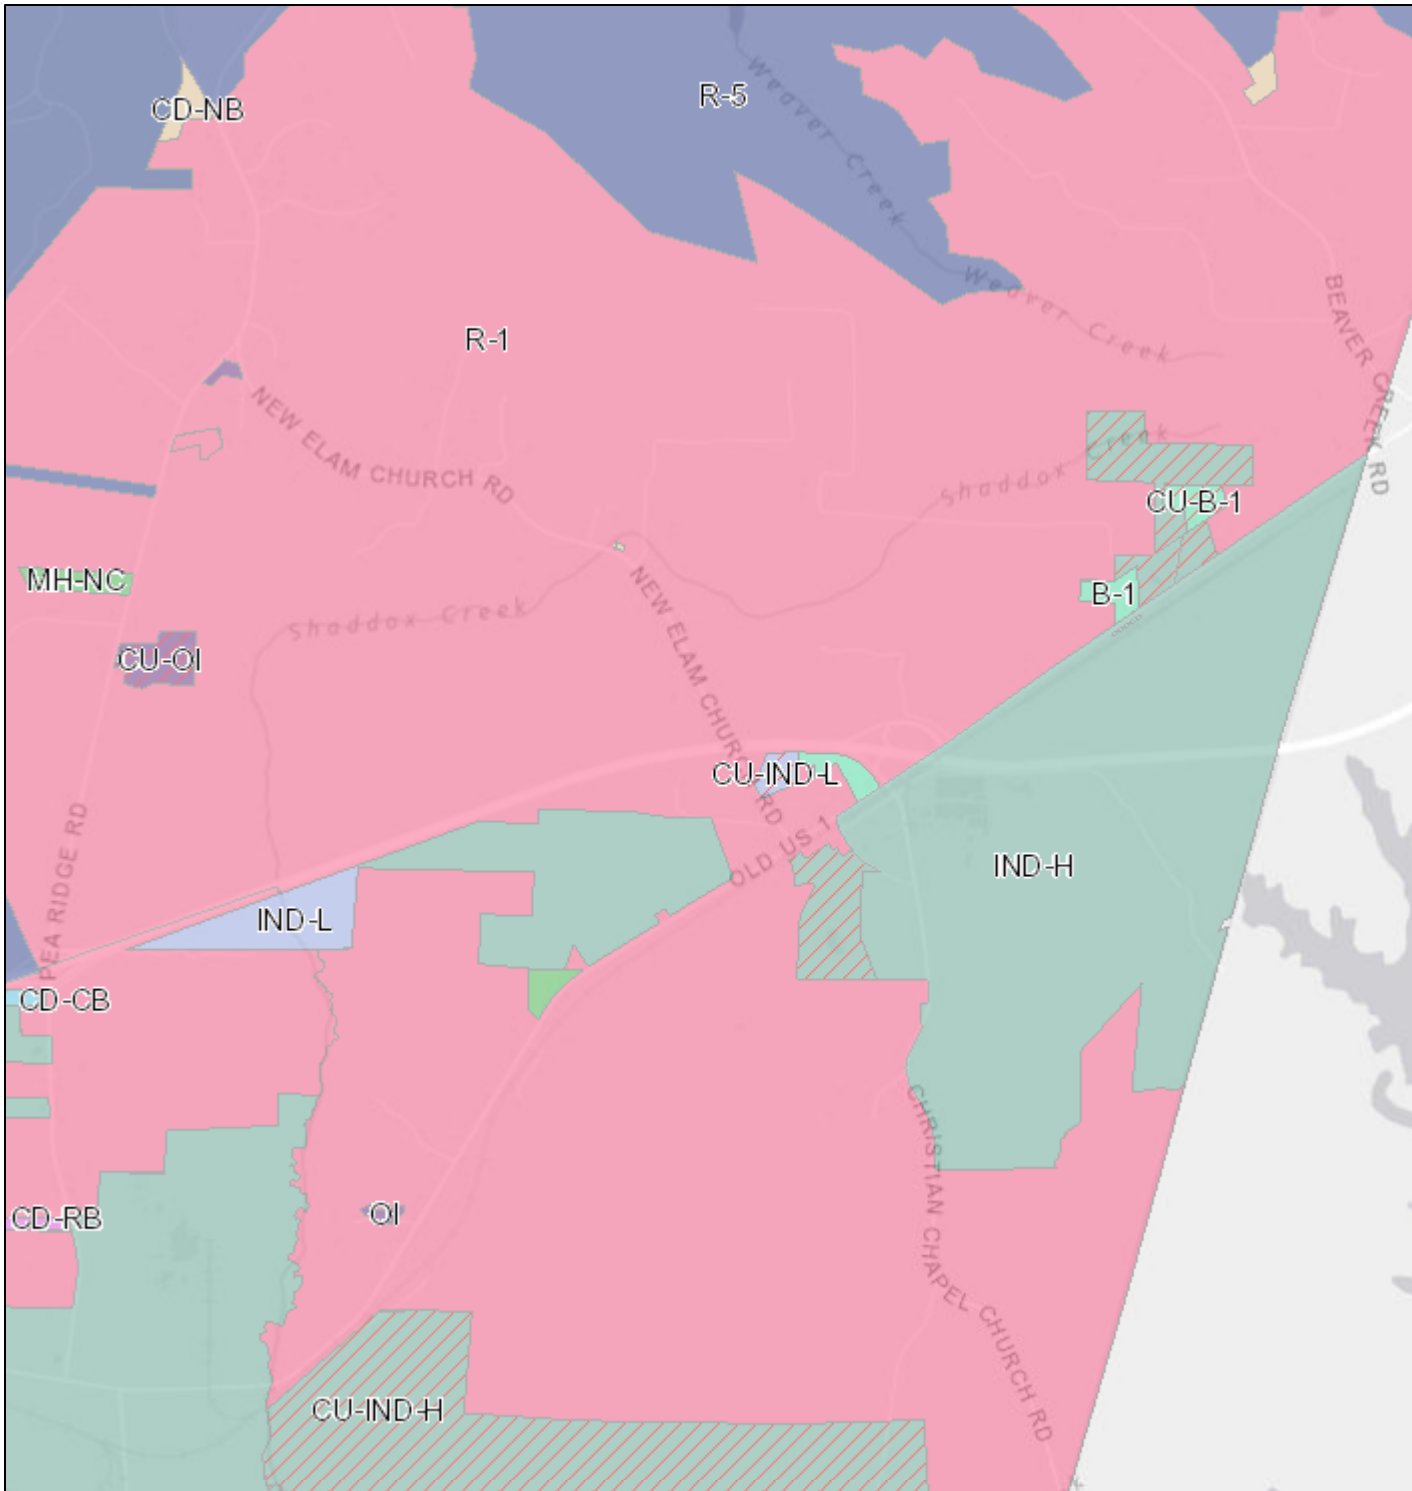 R-5
CD-NB
Weaver Creek
Weaver Creek
BEAVER CREEK RD
R-1
NEW ELAM CHURCH RD
Shaddox Creek
CU-B-1
MH-NC
B-1
Shaddox Creek
NEW ELAM CHURCH RD
CU-OI
CU-IND-L
OLD US 1
IND-H
PEA RIDGE RD
IND-L
CD-CB
CHRISTIAN CHAPEL CHURCH RD
OI
CD-RB
CU-IND-H